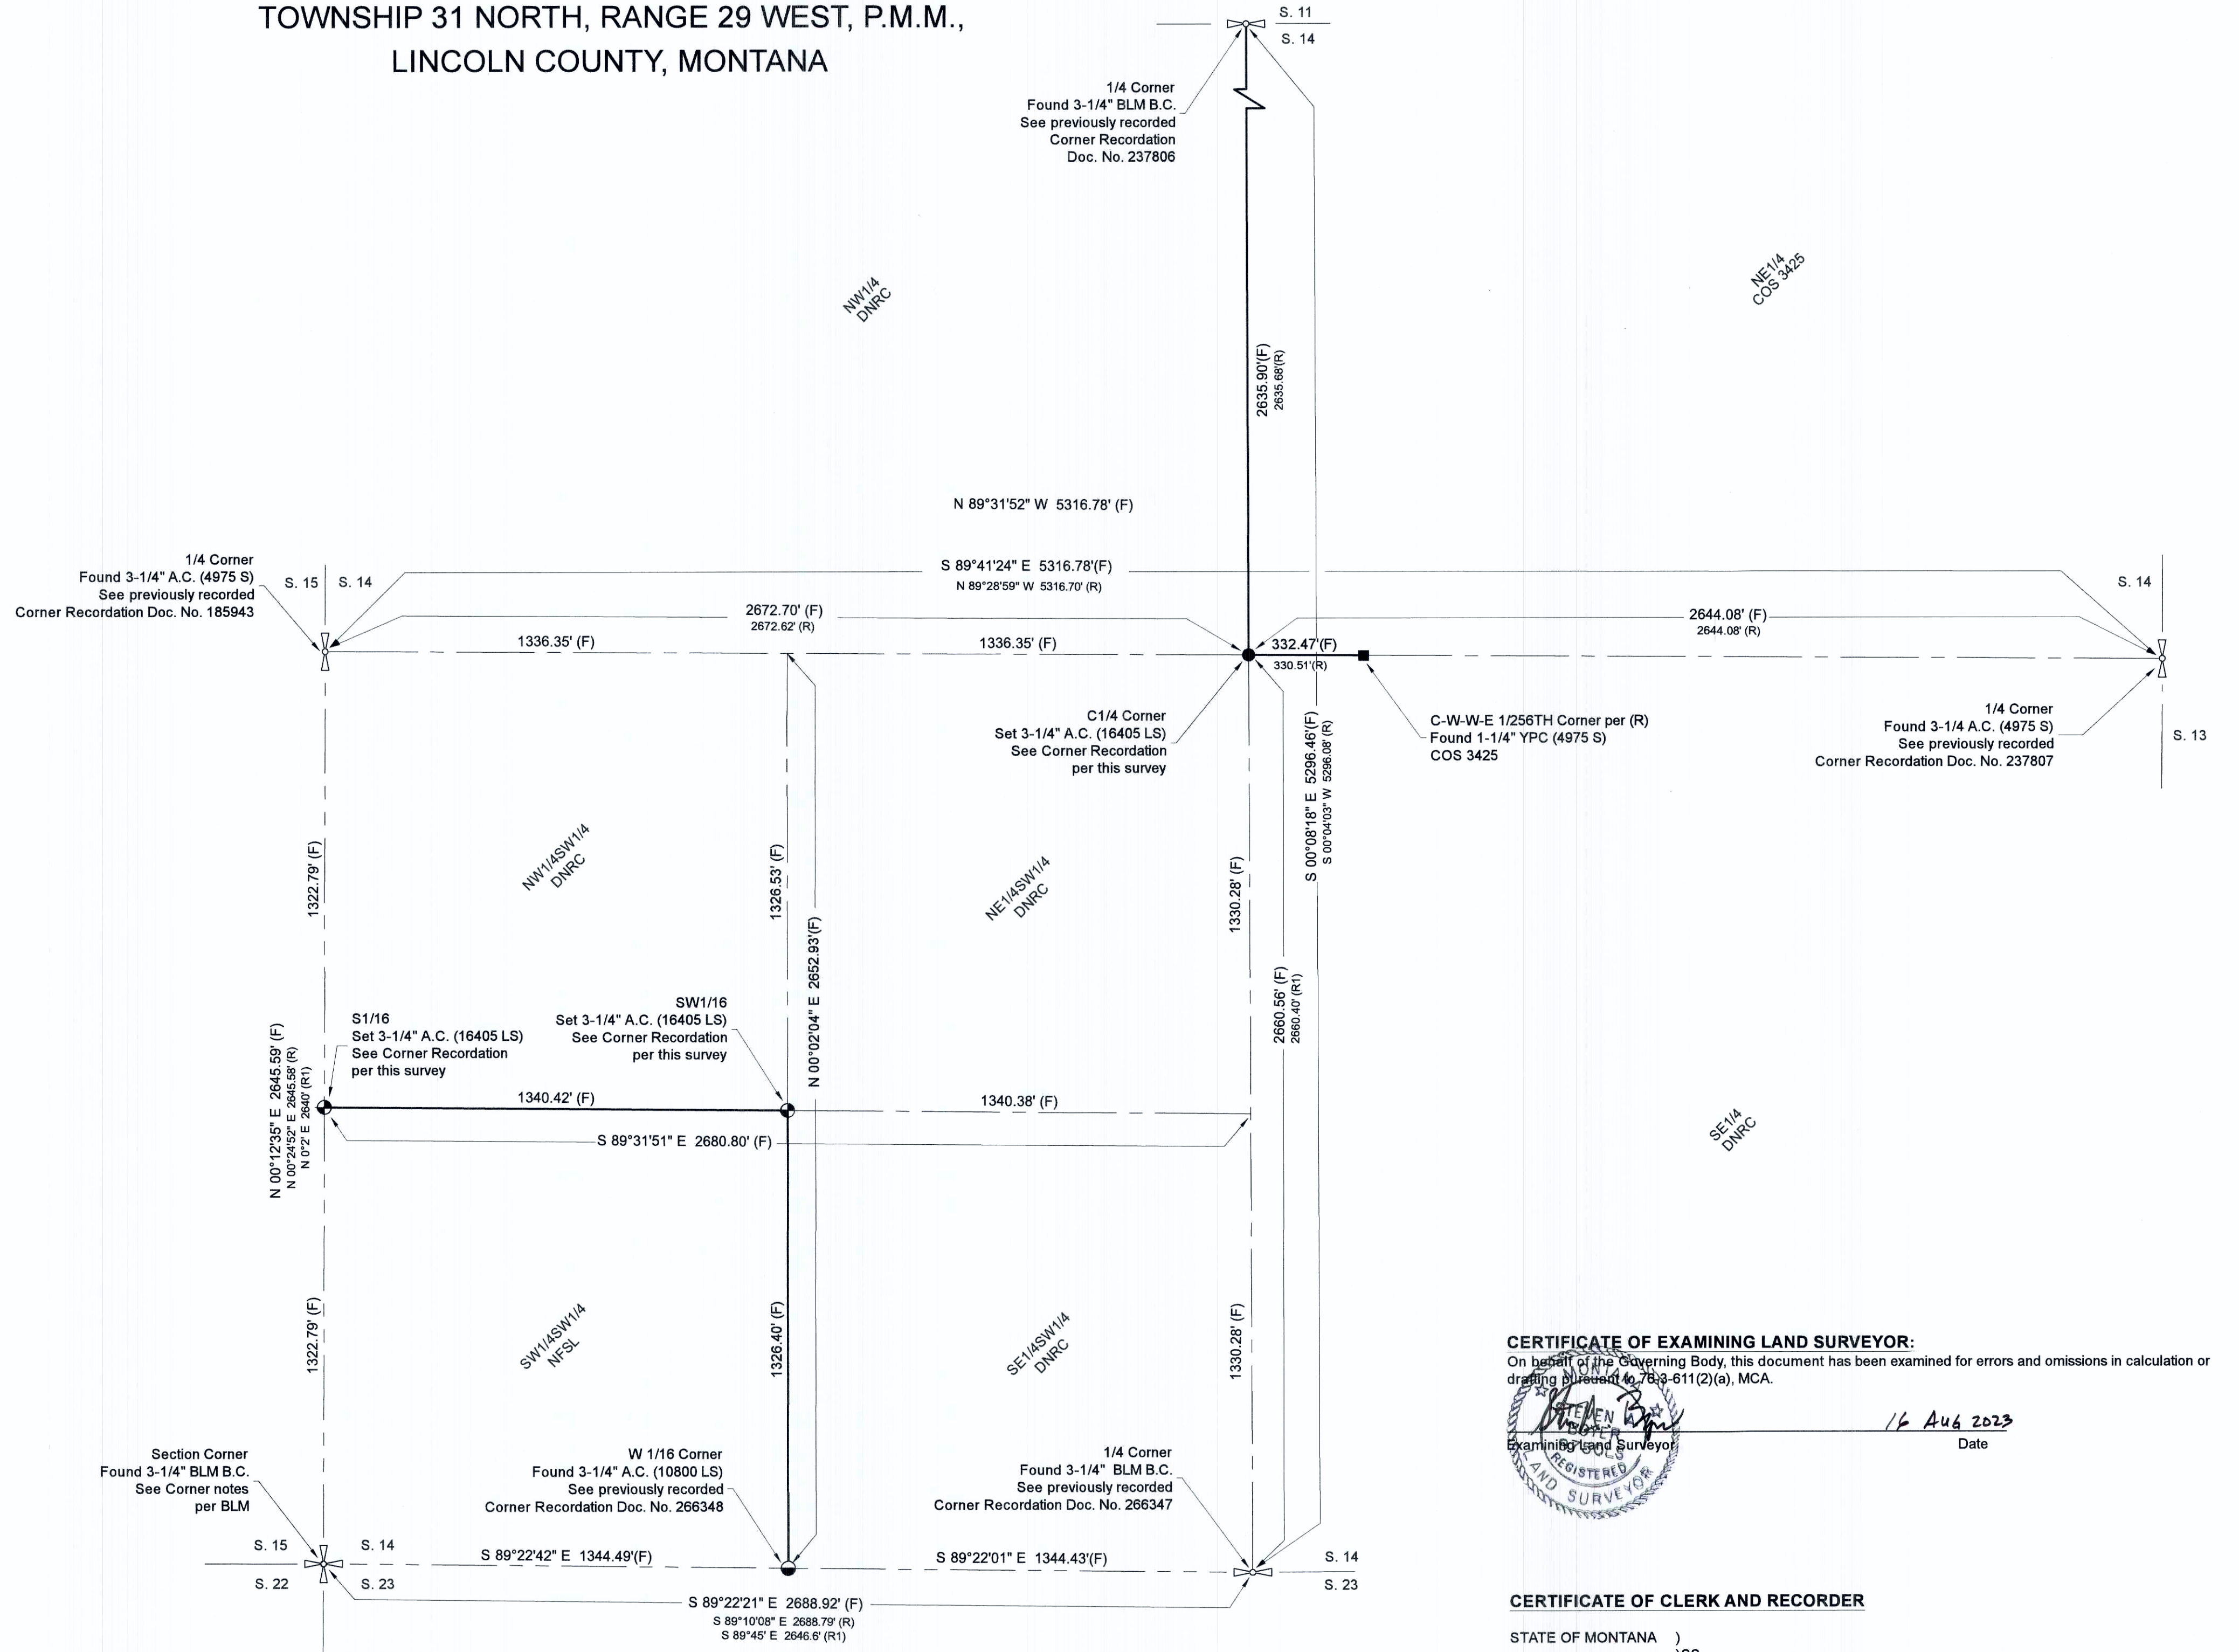 TOWNSHIP 31 NORTH, RANGE 29 WEST, P.M.M.,
LINCOLN COUNTY, MONTANA
S. 11
S. 14
1/4 Corner
Found 3-1/4" BLM B.C.
See previously recorded
Corner Recordation
Doc. No. 237806
NW1/4
DNRC
NE1/4
COS 3425
2635.90'(F)
2635.68'(R)
N 89°31'52" W 5316.78' (F)
1/4 Corner
Found 3-1/4" A.C. (4975 S)
See previously recorded
Corner Recordation Doc. No. 185943
S. 15
S. 14
S 89°41'24" E 5316.78'(F)
N 89°28'59" W 5316.70' (R)
S. 14
2672.70' (F)
2672.62' (R)
2644.08' (F)
2644.08' (R)
1336.35' (F)
1336.35' (F)
332.47'(F)
330.51'(R)
C1/4 Corner
Set 3-1/4" A.C. (16405 LS)
See Corner Recordation
per this survey
C-W-W-E 1/256TH Corner per (R)
Found 1-1/4" YPC (4975 S)
COS 3425
1/4 Corner
Found 3-1/4 A.C. (4975 S)
See previously recorded
Corner Recordation Doc. No. 237807
S. 13
S 00°08'18" E 5296.46'(F)
S 00°04'03" W 5296.08' (R)
1322.79' (F)
NW1/4SW1/4
DNRC
1326.53' (F)
N 00°02'04" E 2652.93'(F)
NE1/4SW1/4
DNRC
1330.28' (F)
2660.56' (F)
2660.40' (R1)
S1/16
Set 3-1/4" A.C. (16405 LS)
See Corner Recordation
per this survey
SW1/16
Set 3-1/4" A.C. (16405 LS)
See Corner Recordation
per this survey
N 00°12'35" E 2645.59' (F)
N 00°24'52" E 2645.58' (R)
N 0°2' E 2640' (R1)
1340.42' (F)
1340.38' (F)
S 89°31'51" E 2680.80' (F)
SE1/4
DNRC
1322.79' (F)
SW1/4SW1/4
NFSL
1326.40' (F)
SE1/4SW1/4
DNRC
1330.28' (F)
CERTIFICATE OF EXAMINING LAND SURVEYOR:
On behalf of the Governing Body, this document has been examined for errors and omissions in calculation or
drafting pursuant to 76-3-611(2)(a), MCA.
MONTANA
STEVEN A
BOYER
REGISTERED
LAND SURVEYOR
16 AUG 2023
Examining Land Surveyor
Date
Section Corner
Found 3-1/4" BLM B.C.
See Corner notes
per BLM
W 1/16 Corner
Found 3-1/4" A.C. (10800 LS)
See previously recorded
Corner Recordation Doc. No. 266348
1/4 Corner
Found 3-1/4" BLM B.C.
See previously recorded
Corner Recordation Doc. No. 266347
S. 15
S. 14
S. 22
S. 23
S 89°22'42" E 1344.49'(F)
S 89°22'01" E 1344.43'(F)
S. 14
S. 23
S 89°22'21" E 2688.92' (F)
S 89°10'08" E 2688.79' (R)
S 89°45' E 2646.6' (R1)
CERTIFICATE OF CLERK AND RECORDER
STATE OF MONTANA )